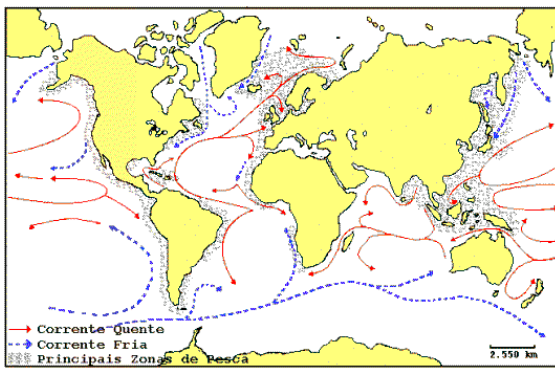 Corrente Quente
Corrente Fria
Principais Zonas de Pesca
2.550 km